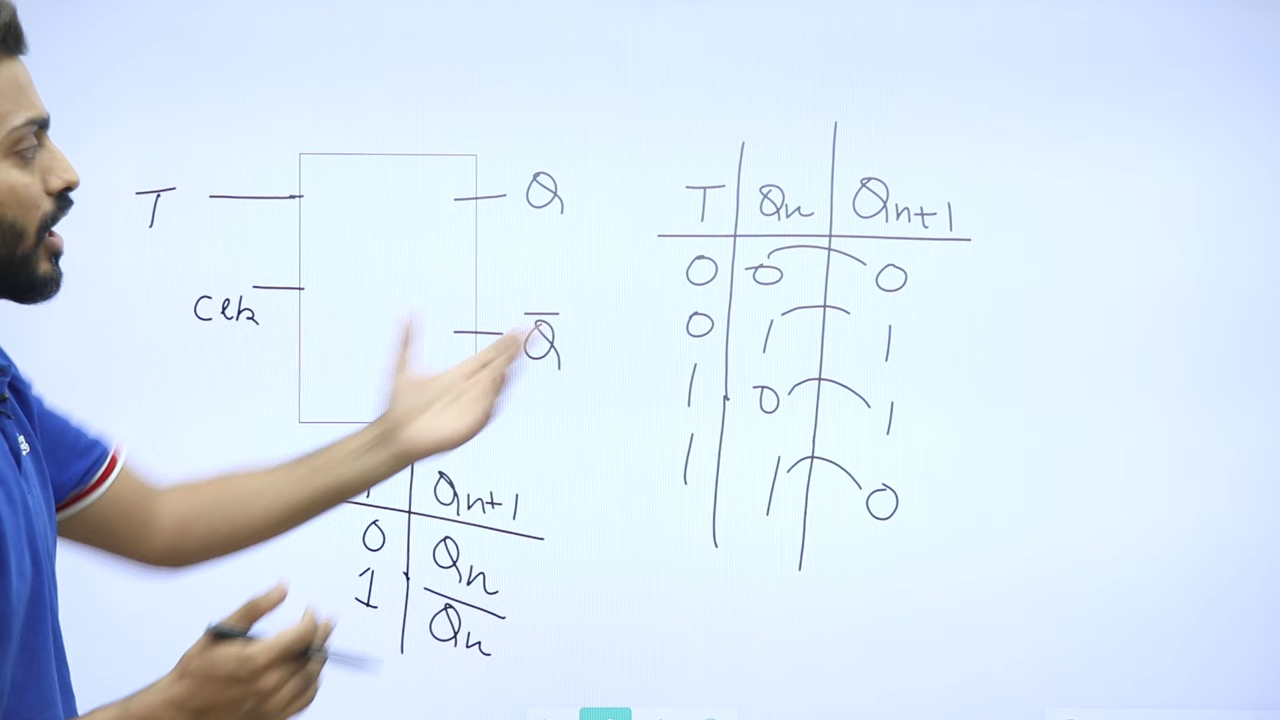 T Q
Clk Q̅
T Qn Qn+1
0 0 0
0 1 1
1 0 1
1 1 0
Qn+1
0 Qn
1 Q̅n